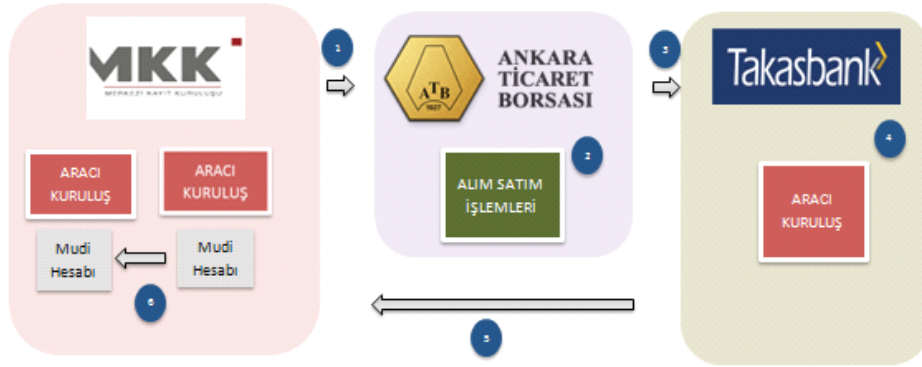 MKK
MERKEZİ KAYIT KURULUŞU
ARACI
KURULUŞ
ARACI
KURULUŞ
Mudi
Hesabı
Mudi
Hesabı
6
1
ATB
1927
ANKARA
TİCARET
BORSASI
2
ALIM SATIM
İŞLEMLERİ
3
Takasbank
4
ARACI
KURULUŞ
5